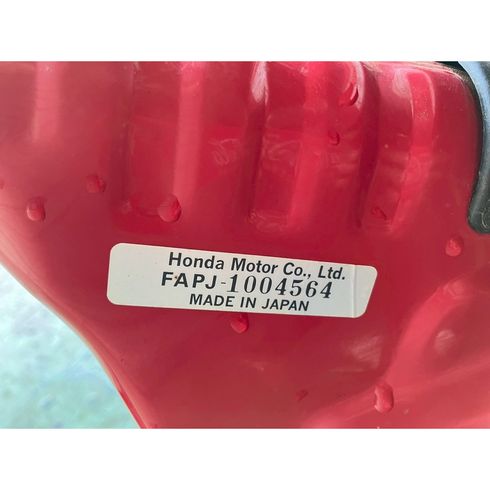 Honda Motor Co., Ltd.
FAPJ-1004564
MADE IN JAPAN